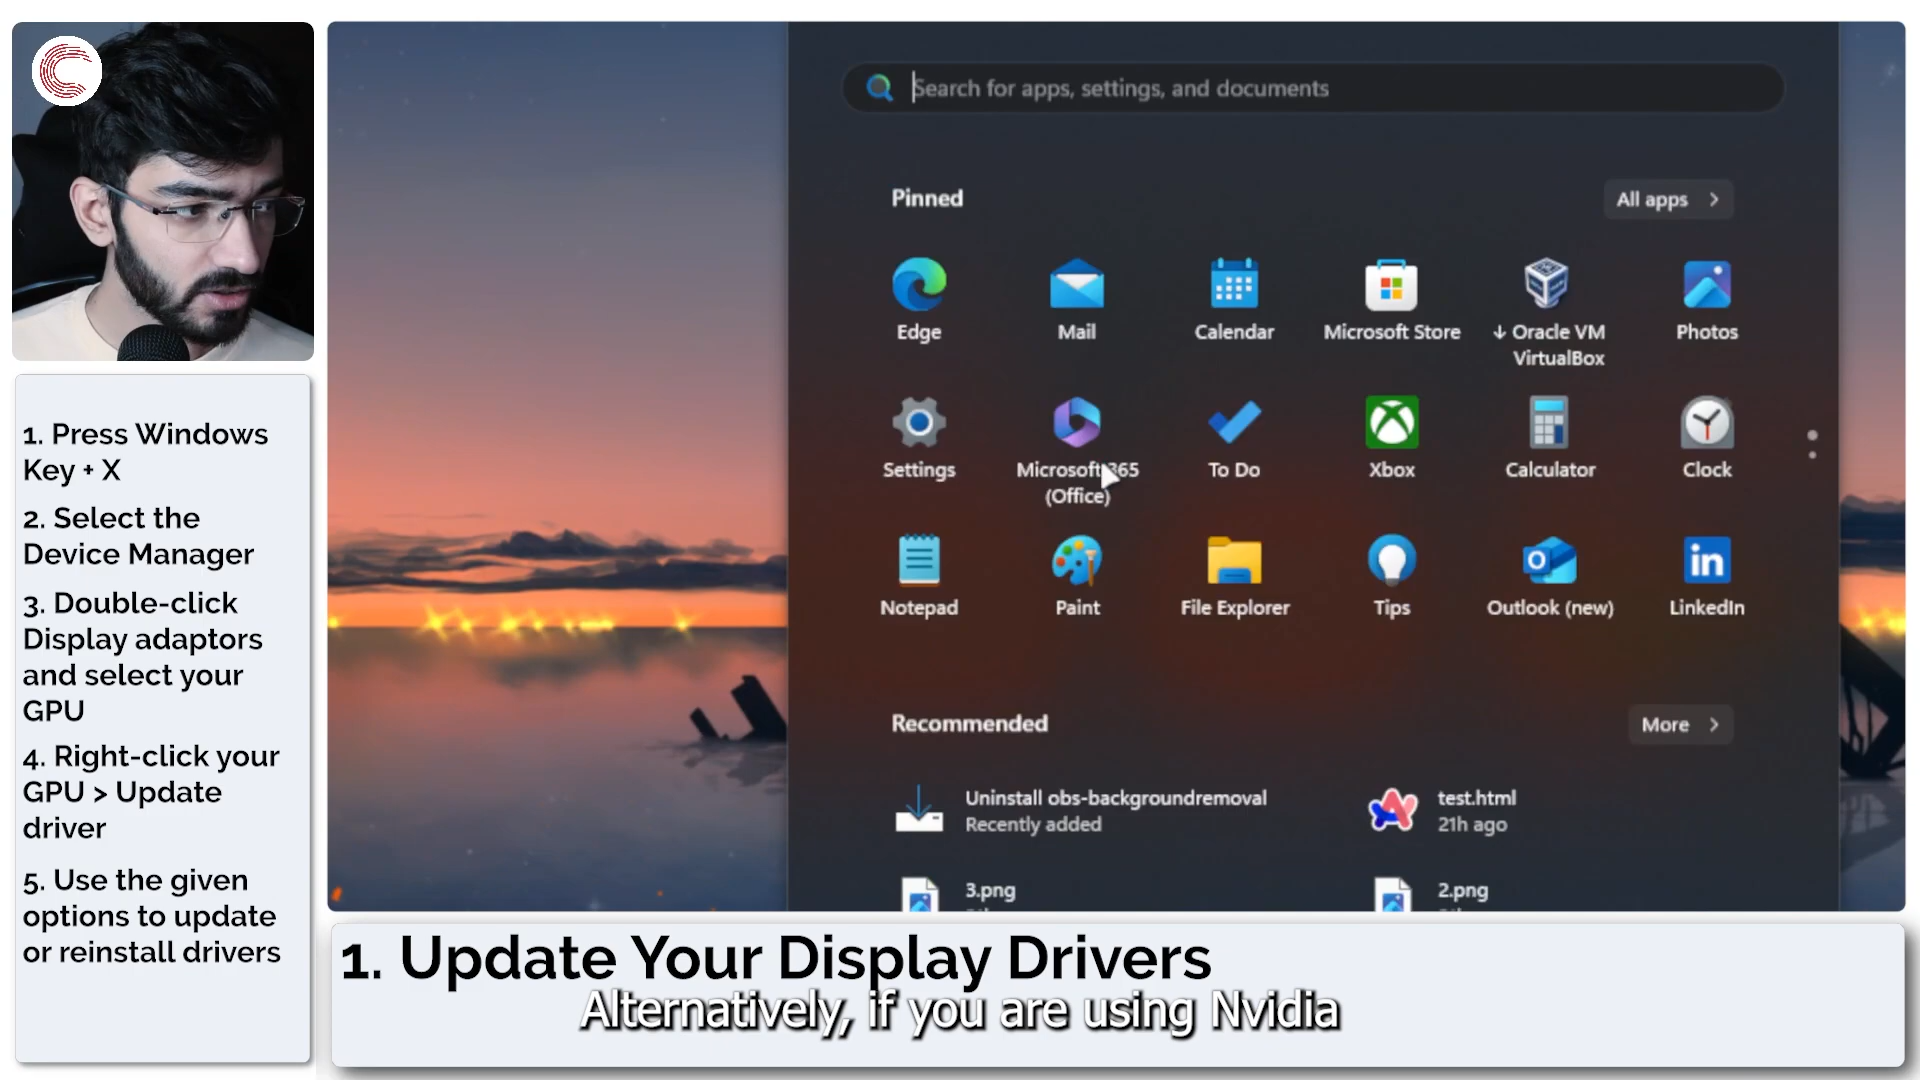 1. Press Windows
Key + X
2. Select the
Device Manager
3. Double-click
Display adaptors
and select your
GPU
4. Right-click your
GPU > Update
driver
5. Use the given
options to update
or reinstall drivers
Search for apps, settings, and documents
Pinned
All apps >
Edge
Mail
Calendar
Microsoft Store
↓ Oracle VM
VirtualBox
Photos
Settings
Microsoft 365
(Office)
To Do
Xbox
Calculator
Clock
Notepad
Paint
File Explorer
Tips
Outlook (new)
LinkedIn
Recommended
More >
Uninstall obs-backgroundremoval
Recently added
test.html
21h ago
3.png
2.png
1. Update Your Display Drivers
Alternatively, if you are using Nvidia